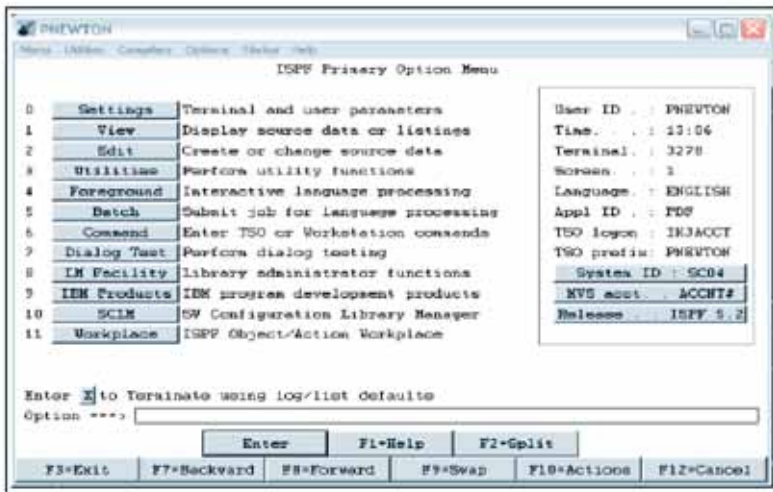 PNEWTON
Menu Utilities Compilers Options Status Help
ISPF Primary Option Menu
0 Settings Terminal and user parameters
1 View Display source data or listings
2 Edit Create or change source data
3 Utilities Perform utility functions
4 Foreground Interactive language processing
5 Batch Submit job for language processing
6 Command Enter TSO or Workstation commands
7 Dialog Test Perform dialog testing
8 LM Facility Library administrator functions
9 IBM Products IBM program development products
10 SCLM SW Configuration Library Manager
11 Workplace ISPF Object/Action Workplace
User ID . : PNEWTON
Time. . . : 13:06
Terminal. : 3278
Screen. . : 1
Language. : ENGLISH
Appl ID . : PDF
TSO logon : IKJACCT
TSO prefix: PNEWTON
System ID : SC04
MVS acct. . ACCNT#
Release . . ISPF 5.2
Enter X to Terminate using log/list defaults
Option ===>
Enter F1=Help F2=Split
F3=Exit F7=Backward F8=Forward F9=Swap F10=Actions F12=Cancel